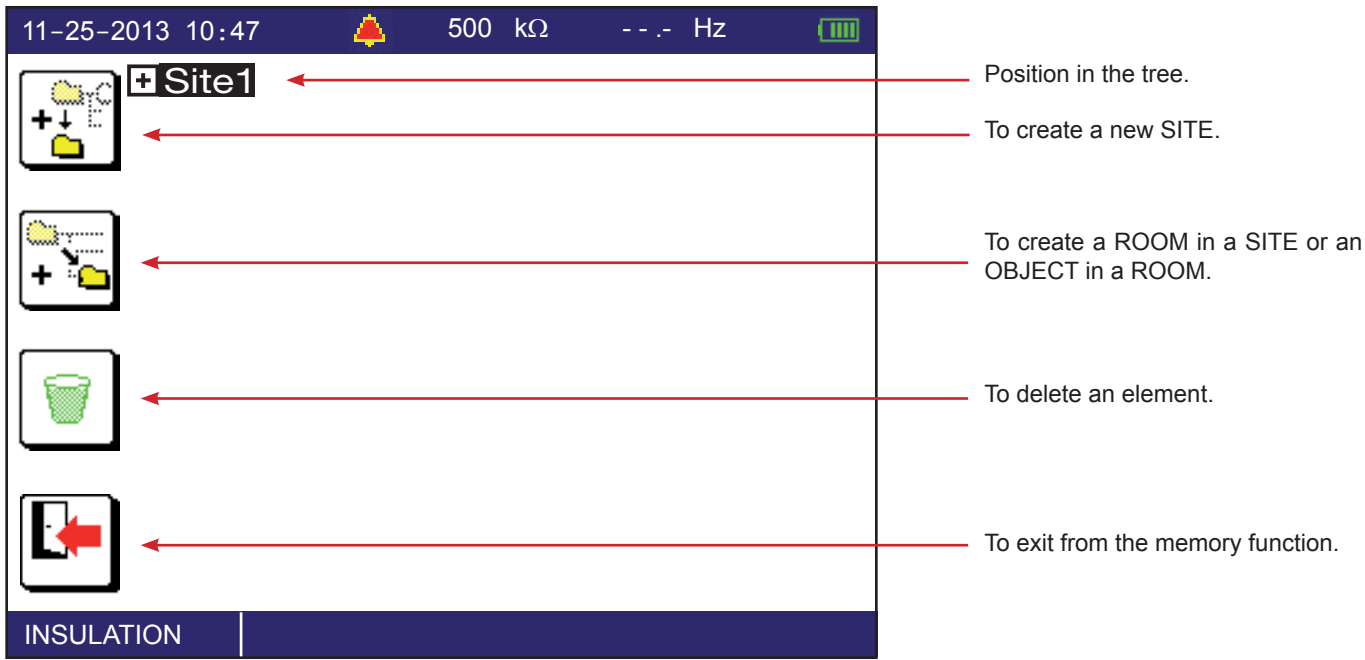 11-25-2013 10:47 500 kΩ - - .- Hz
+ Site1
Position in the tree.
To create a new SITE.
To create a ROOM in a SITE or an
OBJECT in a ROOM.
To delete an element.
To exit from the memory function.
INSULATION